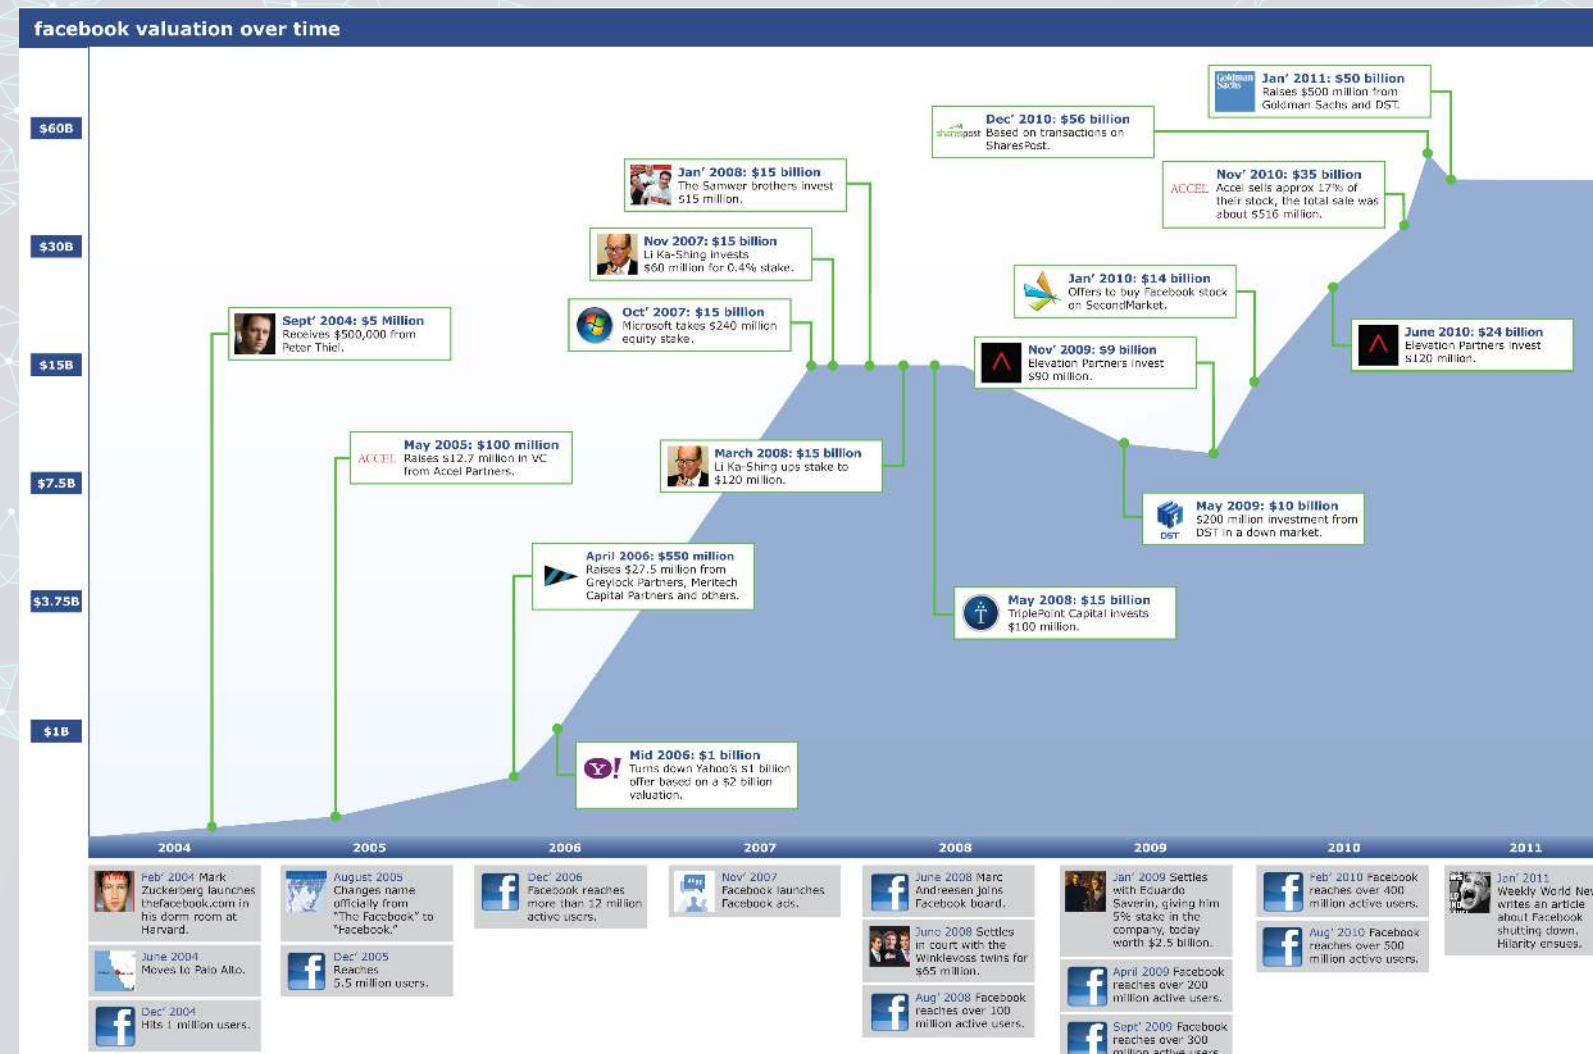 facebook valuation over time
$60B
$30B
$15B
$7.5B
$3.75B
$1B
Sept' 2004: $5 Million
Receives $500,000 from
Peter Thiel.
ACCEL
May 2005: $100 million
Raises $12.7 million in VC
from Accel Partners.
April 2006: $550 million
Raises $27.5 million from
Greylock Partners, Meritech
Capital Partners and others.
Y!
Mid 2006: $1 billion
Turns down Yahoo's $1 billion
offer based on a $2 billion
valuation.
Oct' 2007: $15 billion
Microsoft takes $240 million
equity stake.
Nov 2007: $15 billion
Li Ka-Shing invests
$60 million for 0.4% stake.
Jan' 2008: $15 billion
The Samwer brothers invest
$15 million.
March 2008: $15 billion
Li Ka-Shing ups stake to
$120 million.
May 2008: $15 billion
TriplePoint Capital invests
$100 million.
DST
May 2009: $10 billion
$200 million investment from
DST in a down market.
Nov' 2009: $9 billion
Elevation Partners invest
$90 million.
Jan' 2010: $14 billion
Offers to buy Facebook stock
on SecondMarket.
June 2010: $24 billion
Elevation Partners invest
$120 million.
ACCEL
Nov' 2010: $35 billion
Accel sells approx 17% of
their stock, the total sale was
about $516 million.
sharespost
Dec' 2010: $56 billion
Based on transactions on
SharesPost.
Goldman
Sachs
Jan' 2011: $50 billion
Raises $500 million from
Goldman Sachs and DST.
2004
2005
2006
2007
2008
2009
2010
2011
Feb' 2004 Mark
Zuckerberg launches
thefacebook.com in
his dorm room at
Harvard.
June 2004
Moves to Palo Alto.
f
Dec' 2004
Hits 1 million users.
August 2005
Changes name
officially from
"The Facebook" to
"Facebook."
f
Dec' 2005
Reaches
5.5 million users.
f
Dec' 2006
Facebook reaches
more than 12 million
active users.
Nov' 2007
Facebook launches
Facebook ads.
f
June 2008 Marc
Andreesen joins
Facebook board.
June 2008 Settles
in court with the
Winklevoss twins for
$65 million.
f
Aug' 2008 Facebook
reaches over 100
million active users.
Jan' 2009 Settles
with Eduardo
Saverin, giving him
5% stake in the
company, today
worth $2.5 billion.
f
April 2009 Facebook
reaches over 200
million active users.
f
Sept' 2009 Facebook
reaches over 300
million active users.
f
Feb' 2010 Facebook
reaches over 400
million active users.
f
Aug' 2010 Facebook
reaches over 500
million active users.
Jan' 2011
Weekly World New
writes an article
about Facebook
shutting down.
Hilarity ensues.